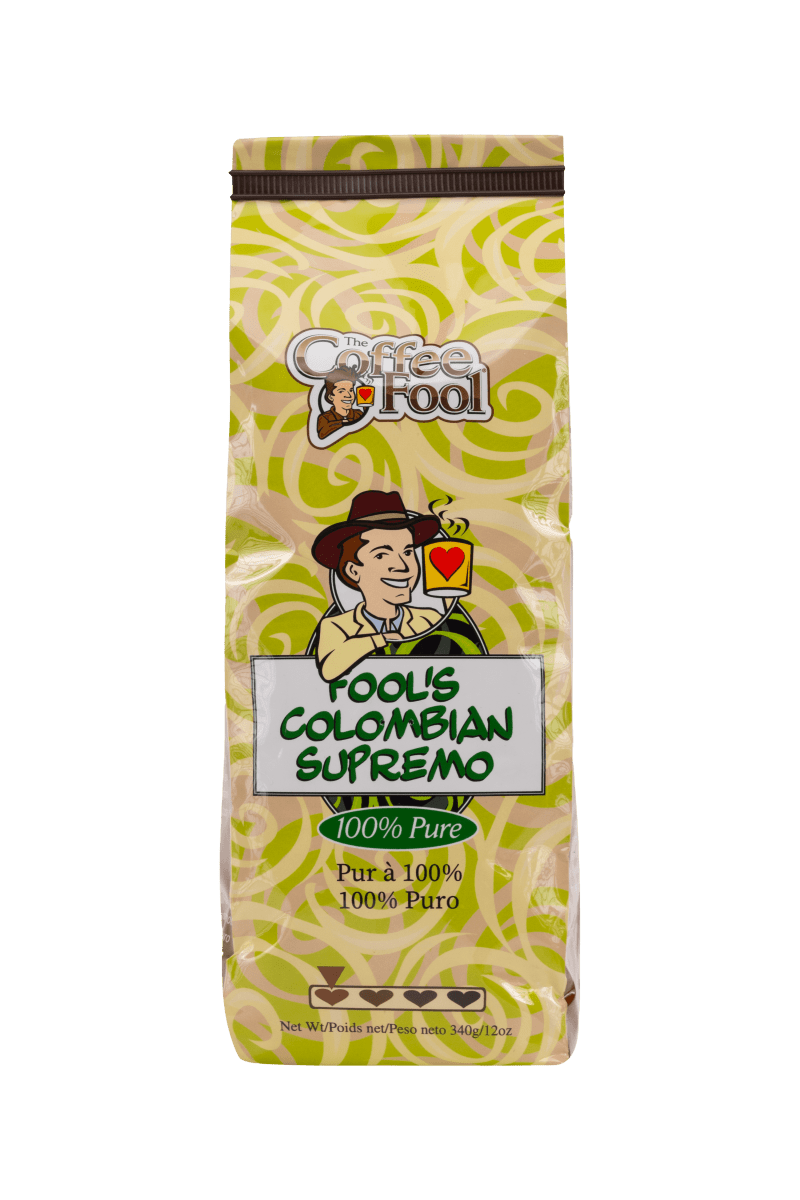 The
Coffee
Fool
FOOL'S
COLOMBIAN
SUPREMO
100% Pure
Pur à 100%
100% Puro
Net Wt/Poids net/Peso neto 340g/12oz